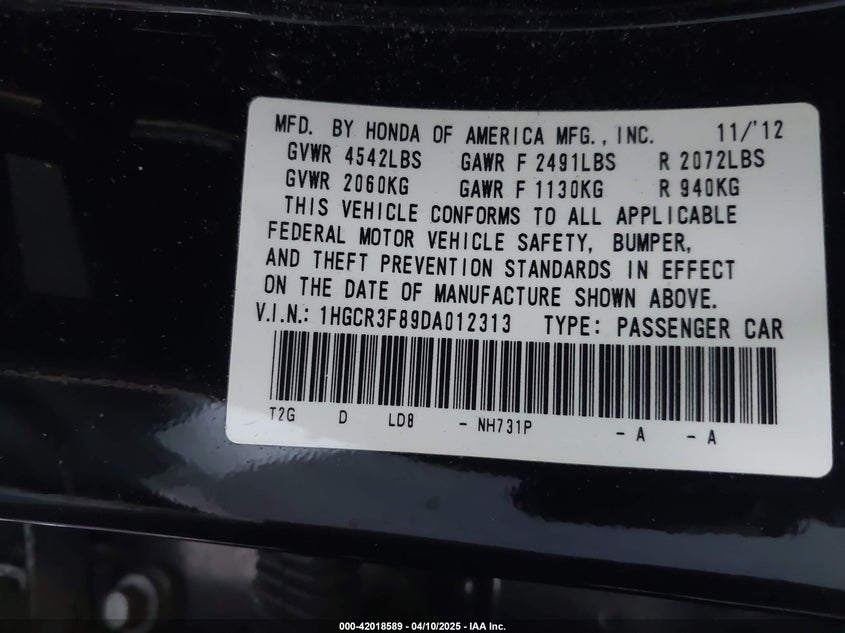 MFD. BY HONDA OF AMERICA MFG., INC. 11/'12
GVWR 4542LBS GAWR F 2491LBS R 2072LBS
GVWR 2060KG GAWR F 1130KG R 940KG
THIS VEHICLE CONFORMS TO ALL APPLICABLE
FEDERAL MOTOR VEHICLE SAFETY, BUMPER,
AND THEFT PREVENTION STANDARDS IN EFFECT
ON THE DATE OF MANUFACTURE SHOWN ABOVE.
V.I.N.: 1HGCR3F89DA012313 TYPE: PASSENGER CAR
T2G D LD8 - NH731P - A - A
000-42018589 - 04/10/2025 - IAA Inc.